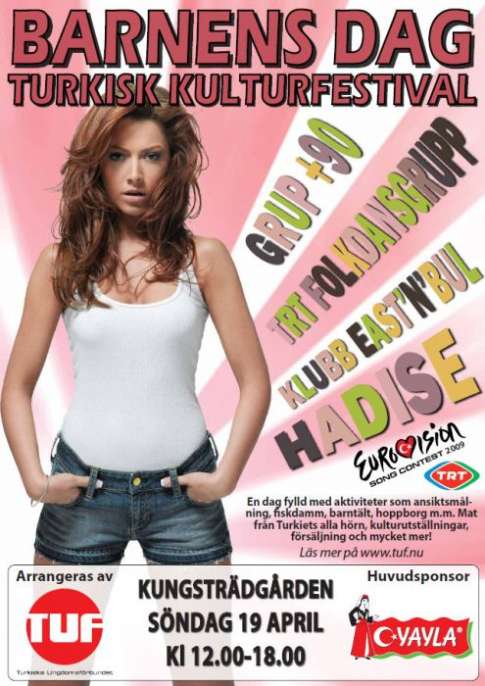 BARNENS DAG
TURKISK KULTURFESTIVAL
GRUP +90
TRT FOLKDANSGRUPP
KLUBB EAST'N'BUL
HADISE
EUROVISION
SONG CONTEST 2009
TRT
En dag fylld med aktiviteter som ansiktsmål-
ning, fiskdamm, barntält, hoppborg m.m. Mat
från Turkiets alla hörn, kulturutställningar,
försäljning och mycket mer!
Läs mer på www.tuf.nu
Arrangeras av
TUF
Turkiska Ungdomsförbundet
KUNGSTRÄDGÅRDEN
SÖNDAG 19 APRIL
Kl 12.00-18.00
Huvudsponsor
YAYLA®